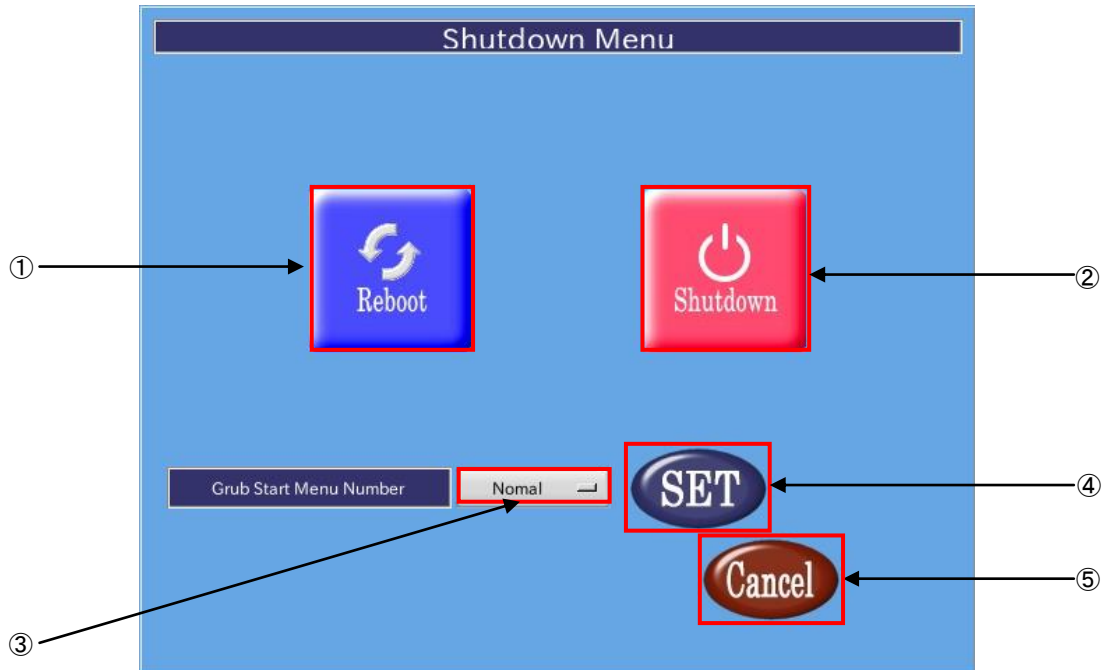 Shutdown Menu
①
Reboot
Shutdown
②
Grub Start Menu Number
Nomal
SET
④
Cancel
⑤
③